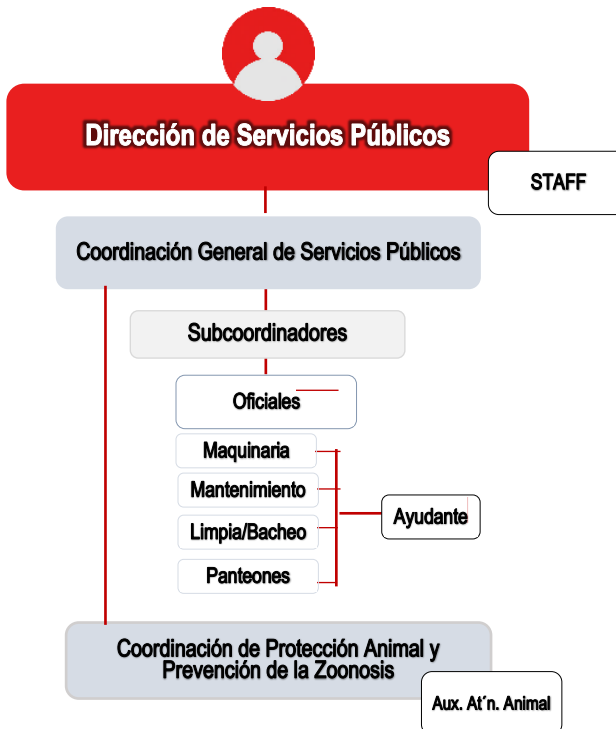 Dirección de Servicios Públicos
STAFF
Coordinación General de Servicios Públicos
Subcoordinadores
Oficiales
Maquinaria
Mantenimiento
Limpia/Bacheo
Ayudante
Panteones
Coordinación de Protección Animal y
Prevención de la Zoonosis
Aux. At´n. Animal